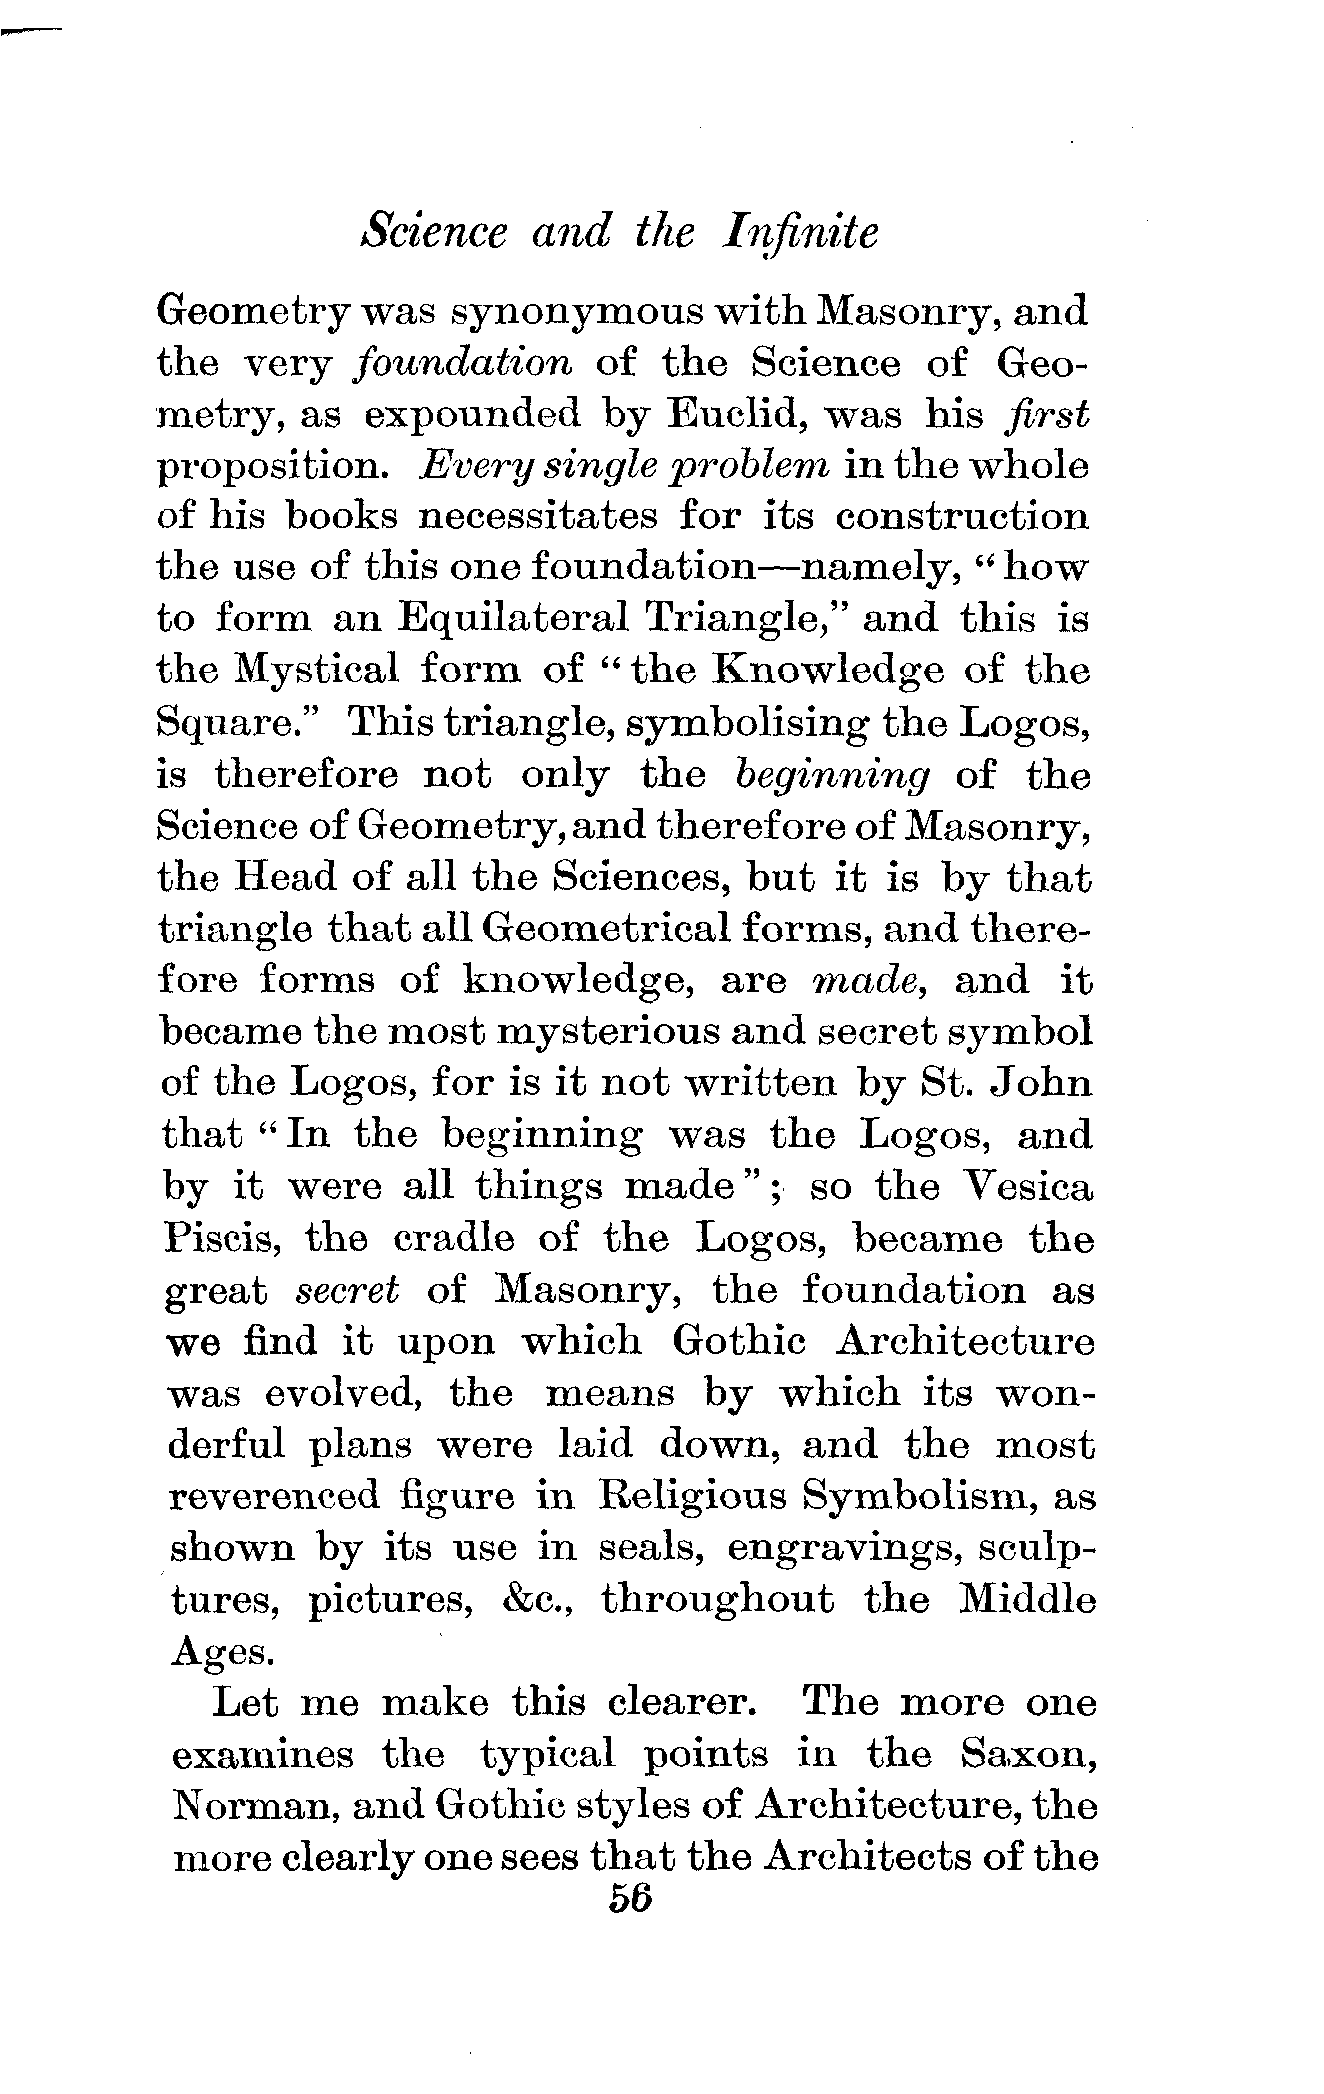 Science and the Infinite
Geometry was synonymous with Masonry, and
the very foundation of the Science of Geo-
metry, as expounded by Euclid, was his first
proposition. Every single problem in the whole
of his books necessitates for its construction
the use of this one foundation—namely, “how
to form an Equilateral Triangle,” and this is
the Mystical form of “the Knowledge of the
Square.” This triangle, symbolising the Logos,
is therefore not only the beginning of the
Science of Geometry, and therefore of Masonry,
the Head of all the Sciences, but it is by that
triangle that all Geometrical forms, and there-
fore forms of knowledge, are made, and it
became the most mysterious and secret symbol
of the Logos, for is it not written by St. John
that “In the beginning was the Logos, and
by it were all things made”; so the Vesica
Piscis, the cradle of the Logos, became the
great secret of Masonry, the foundation as
we find it upon which Gothic Architecture
was evolved, the means by which its won-
derful plans were laid down, and the most
reverenced figure in Religious Symbolism, as
shown by its use in seals, engravings, sculp-
tures, pictures, &c., throughout the Middle
Ages.
Let me make this clearer. The more one
examines the typical points in the Saxon,
Norman, and Gothic styles of Architecture, the
more clearly one sees that the Architects of the
56